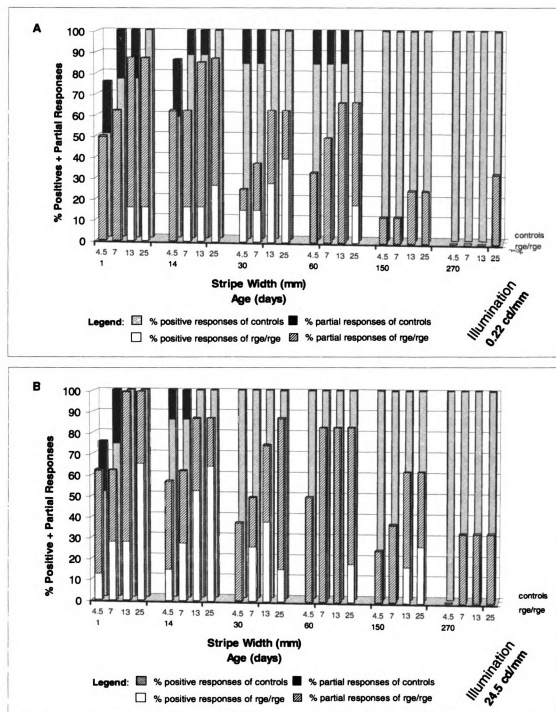 A
% Positives + Partial Responses
100
90
80
70
60
50
40
30
20
10
0
controls
rge/rge
4.5 7 13 25 4.5 7 13 25 4.5 7 13 25 4.5 7 13 25 4.5 7 13 25 4.5 7 13 25
1 14 30 60 150 270
Stripe Width (mm)
Age (days)
Illumination
0.22 cd/mm
Legend: % positive responses of controls % partial responses of controls
% positive responses of rge/rge % partial responses of rge/rge
B
% Positive + Partial Responses
100
90
80
70
60
50
40
30
20
10
0
controls
rge/rge
4.5 7 13 25 4.5 7 13 25 4.5 7 13 25 4.5 7 13 25 4.5 7 13 25 4.5 7 13 25
1 14 30 60 150 270
Stripe Width (mm)
Age (days)
Illumination
24.5 cd/mm
Legend: % positive responses of controls % partial responses of controls
% positive responses of rge/rge % partial responses of rge/rge